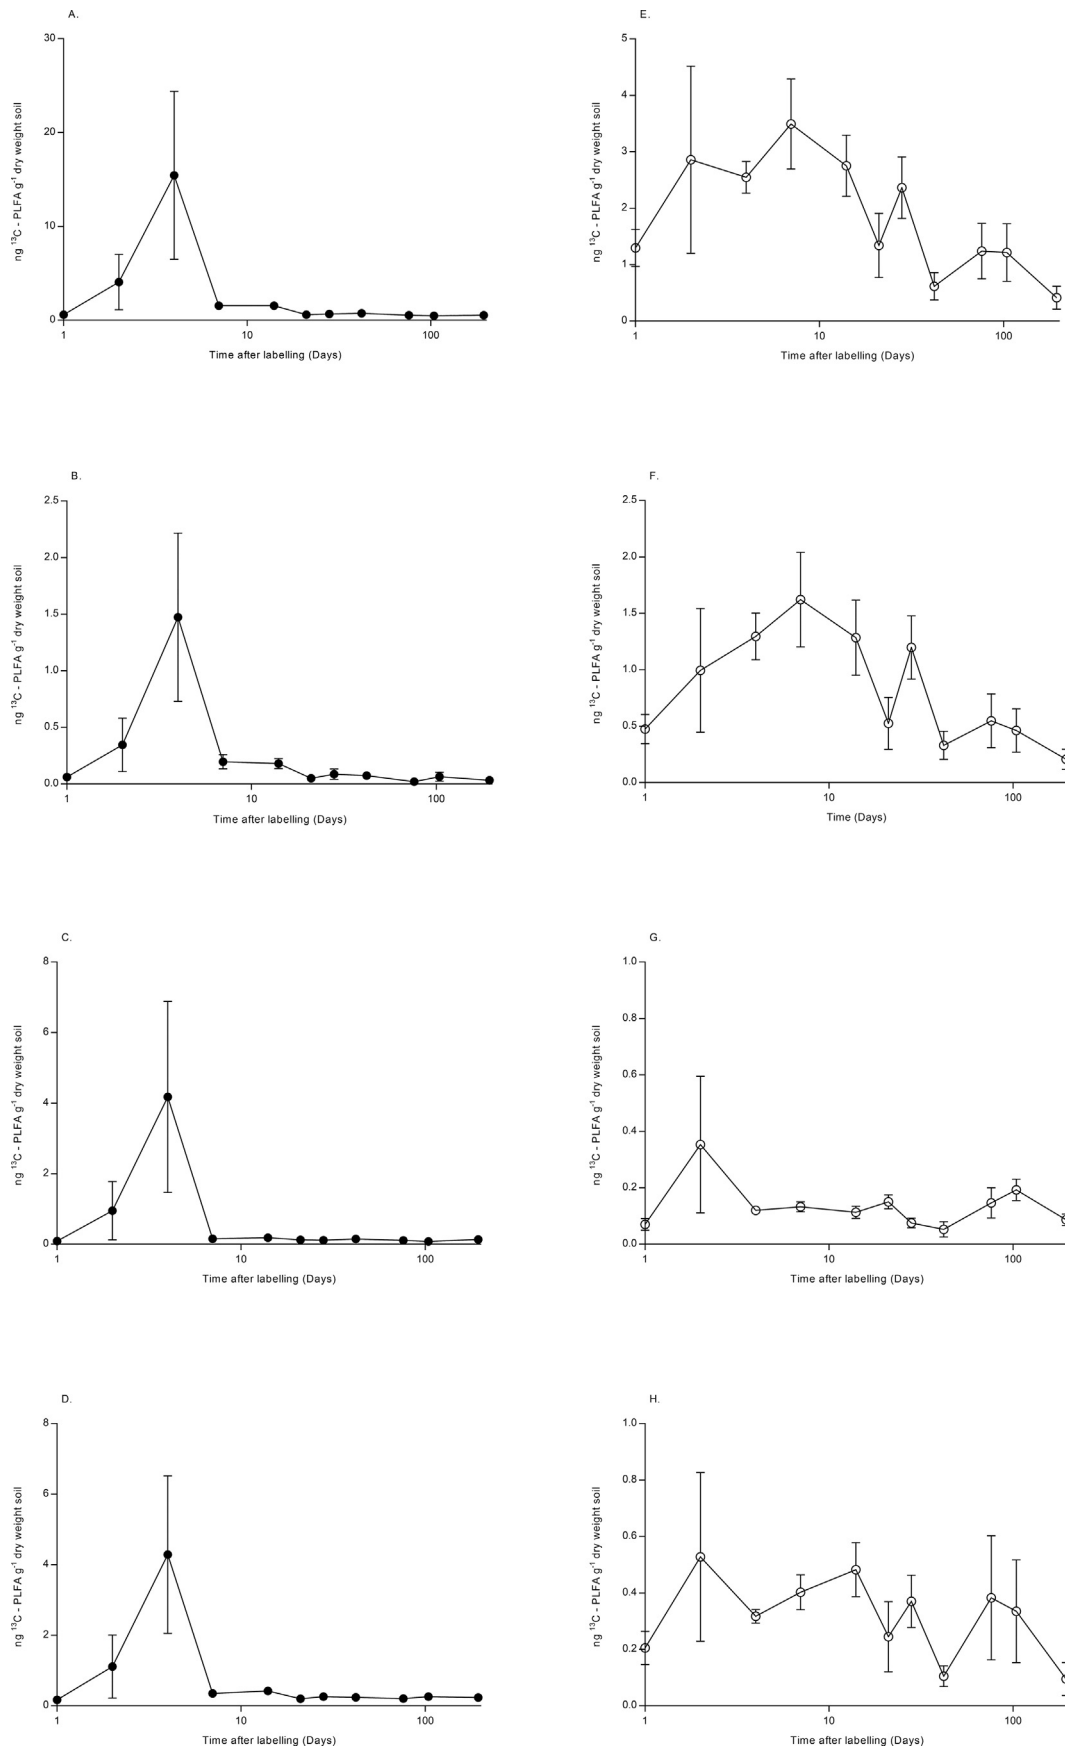 A.
30
20
10
0
ng ¹³C - PLFA g⁻¹ dry weight soil
1 10 100
Time after labelling (Days)
E.
5
4
3
2
1
0
ng ¹³C - PLFA g⁻¹ dry weight soil
1 10 100
Time after labelling (Days)
B.
2.5
2.0
1.5
1.0
0.5
0.0
ng ¹³C - PLFA g⁻¹ dry weight soil
1 10 100
Time after labelling (Days)
F.
2.5
2.0
1.5
1.0
0.5
0.0
ng ¹³C - PLFA g⁻¹ dry weight soil
1 10 100
Time (Days)
C.
8
6
4
2
0
ng ¹³C - PLFA g⁻¹ dry weight soil
1 10 100
Time after labelling (Days)
G.
1.0
0.8
0.6
0.4
0.2
0.0
ng ¹³C - PLFA g⁻¹ dry weight soil
1 10 100
Time after labelling (Days)
D.
8
6
4
2
0
ng ¹³C - PLFA g⁻¹ dry weight soil
1 10 100
Time after labelling (Days)
H.
1.0
0.8
0.6
0.4
0.2
0.0
ng ¹³C - PLFA g⁻¹ dry weight soil
1 10 100
Time after labelling (Days)